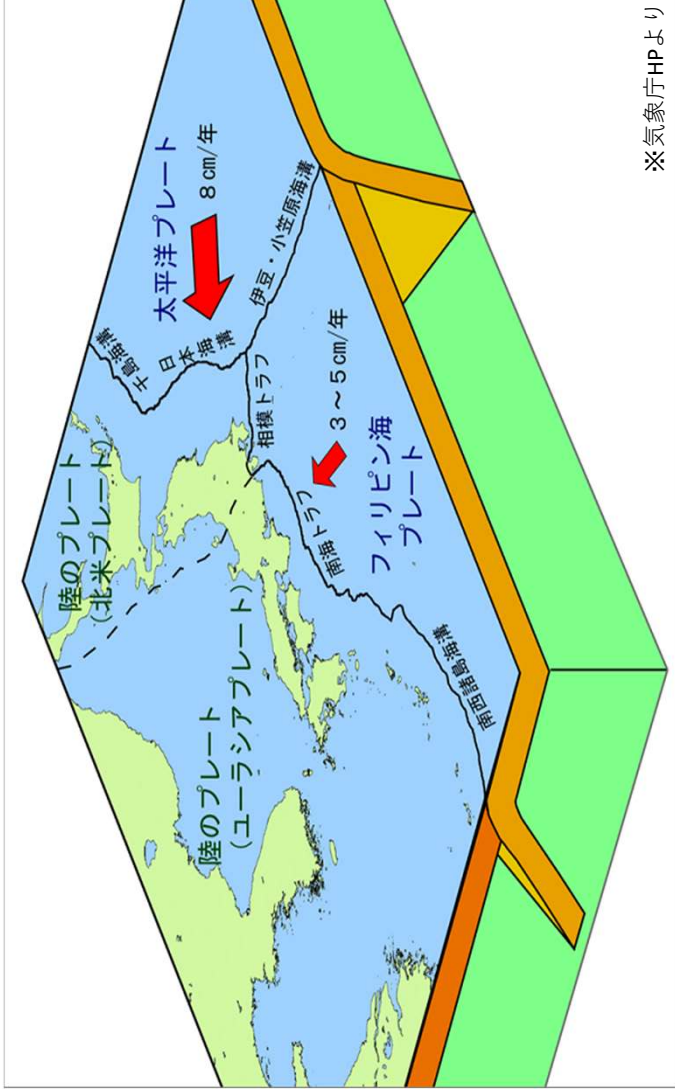 陸のプレート
（北米プレート）
千島海溝
日本海溝
太平洋プレート
8cm/年
陸のプレート
（ユーラシアプレート）
相模トラフ
伊豆・小笠原海溝
南海トラフ
3～5cm/年
フィリピン海
プレート
南西諸島海溝
※気象庁HPより